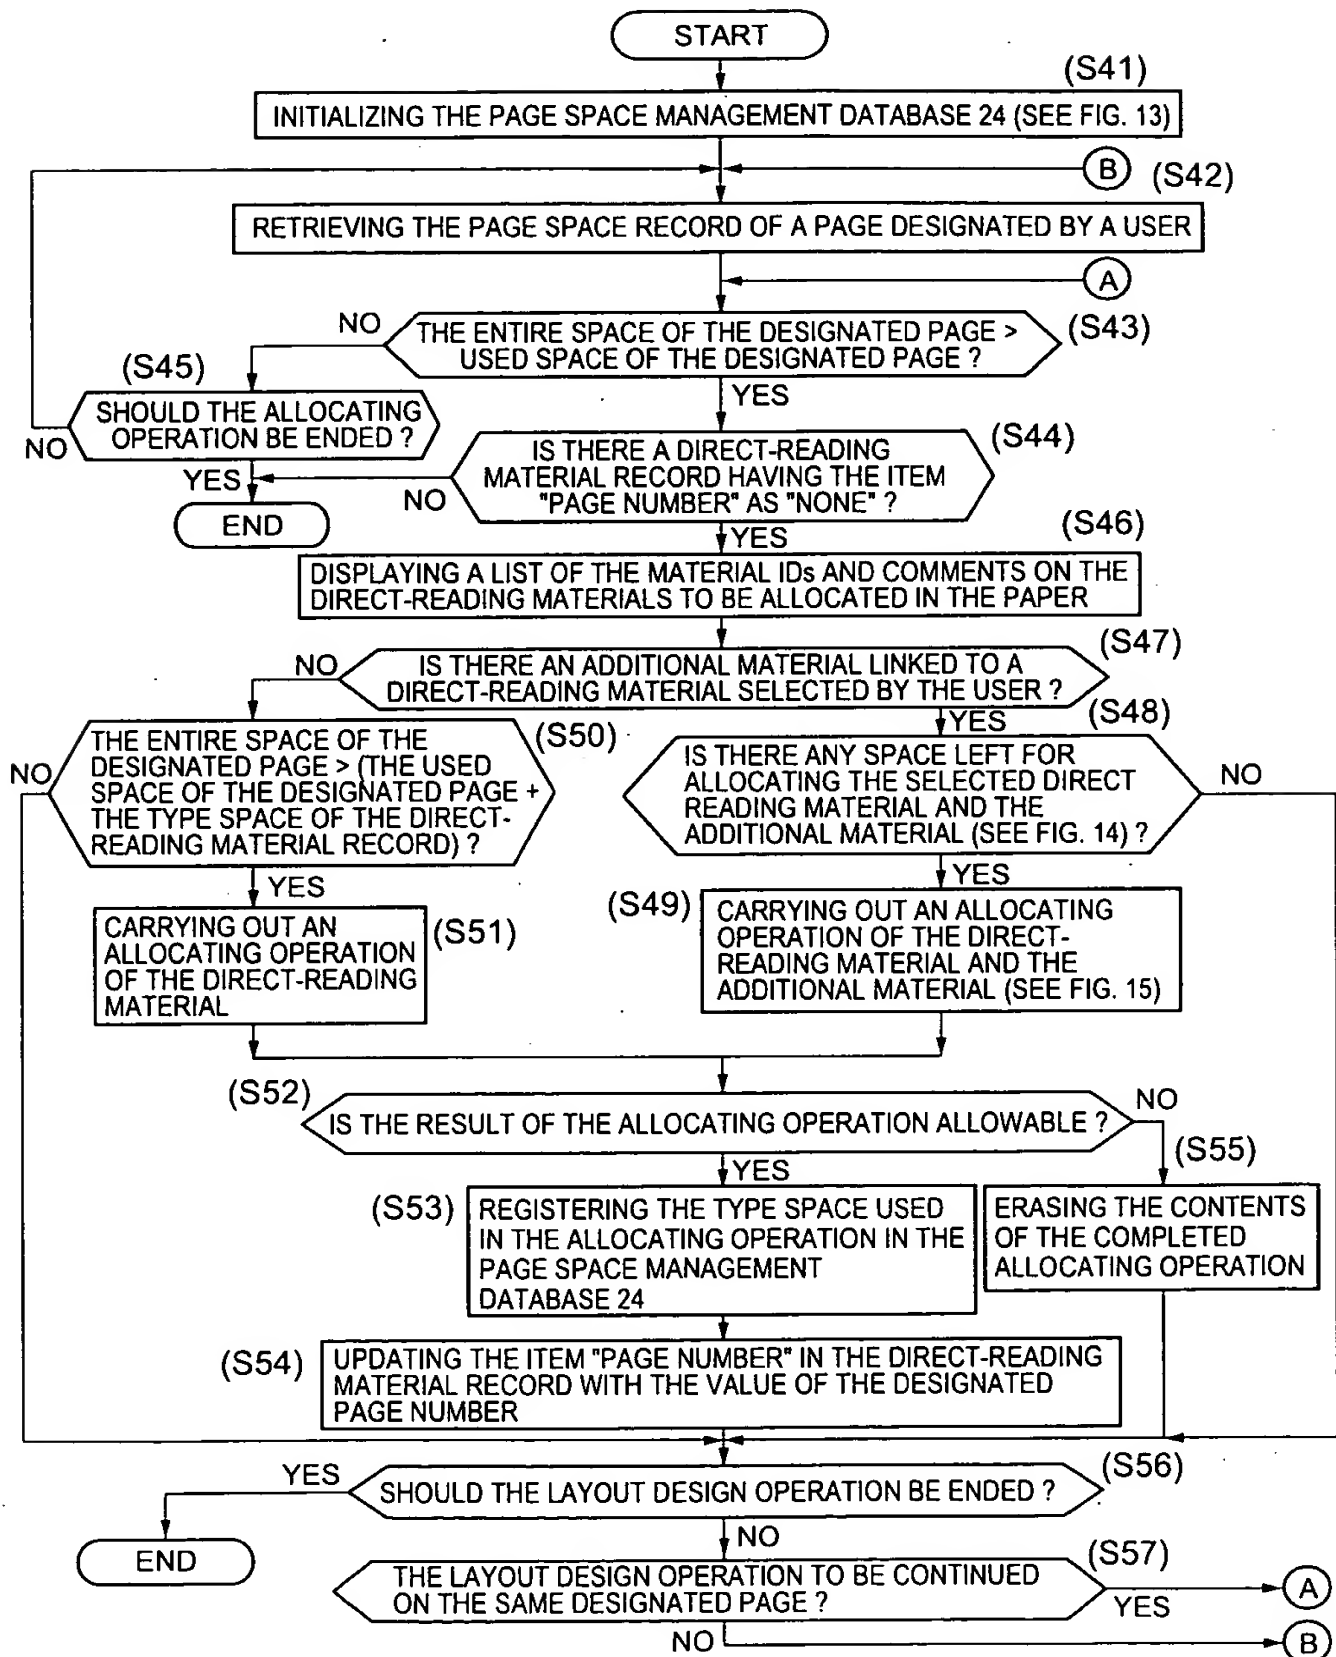 START
(S41)
INITIALIZING THE PAGE SPACE MANAGEMENT DATABASE 24 (SEE FIG. 13)
B
(S42)
RETRIEVING THE PAGE SPACE RECORD OF A PAGE DESIGNATED BY A USER
A
NO
THE ENTIRE SPACE OF THE DESIGNATED PAGE >
USED SPACE OF THE DESIGNATED PAGE ?
(S43)
(S45)
YES
SHOULD THE ALLOCATING
OPERATION BE ENDED ?
NO
YES
END
(S44)
IS THERE A DIRECT-READING
MATERIAL RECORD HAVING THE ITEM
"PAGE NUMBER" AS "NONE" ?
NO
YES
(S46)
DISPLAYING A LIST OF THE MATERIAL IDs AND COMMENTS ON THE
DIRECT-READING MATERIALS TO BE ALLOCATED IN THE PAPER
(S47)
NO
IS THERE AN ADDITIONAL MATERIAL LINKED TO A
DIRECT-READING MATERIAL SELECTED BY THE USER ?
YES
(S48)
(S50)
THE ENTIRE SPACE OF THE
DESIGNATED PAGE > (THE USED
SPACE OF THE DESIGNATED PAGE +
THE TYPE SPACE OF THE DIRECT-
READING MATERIAL RECORD) ?
NO
YES
IS THERE ANY SPACE LEFT FOR
ALLOCATING THE SELECTED DIRECT
READING MATERIAL AND THE
ADDITIONAL MATERIAL (SEE FIG. 14) ?
NO
YES
CARRYING OUT AN
ALLOCATING OPERATION
OF THE DIRECT-READING
MATERIAL
(S51)
(S49)
CARRYING OUT AN ALLOCATING
OPERATION OF THE DIRECT-
READING MATERIAL AND THE
ADDITIONAL MATERIAL (SEE FIG. 15)
(S52)
IS THE RESULT OF THE ALLOCATING OPERATION ALLOWABLE ?
NO
YES
(S55)
(S53)
REGISTERING THE TYPE SPACE USED
IN THE ALLOCATING OPERATION IN THE
PAGE SPACE MANAGEMENT
DATABASE 24
ERASING THE CONTENTS
OF THE COMPLETED
ALLOCATING OPERATION
(S54)
UPDATING THE ITEM "PAGE NUMBER" IN THE DIRECT-READING
MATERIAL RECORD WITH THE VALUE OF THE DESIGNATED
PAGE NUMBER
YES
SHOULD THE LAYOUT DESIGN OPERATION BE ENDED ?
(S56)
END
NO
(S57)
THE LAYOUT DESIGN OPERATION TO BE CONTINUED
ON THE SAME DESIGNATED PAGE ?
YES
A
NO
B